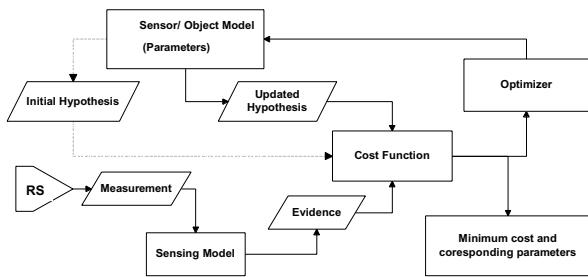 Sensor/ Object Model
(Parameters)
Initial Hypothesis
Updated
Hypothesis
Optimizer
Cost Function
RS
Measurement
Evidence
Sensing Model
Minimum cost and
coresponding parameters